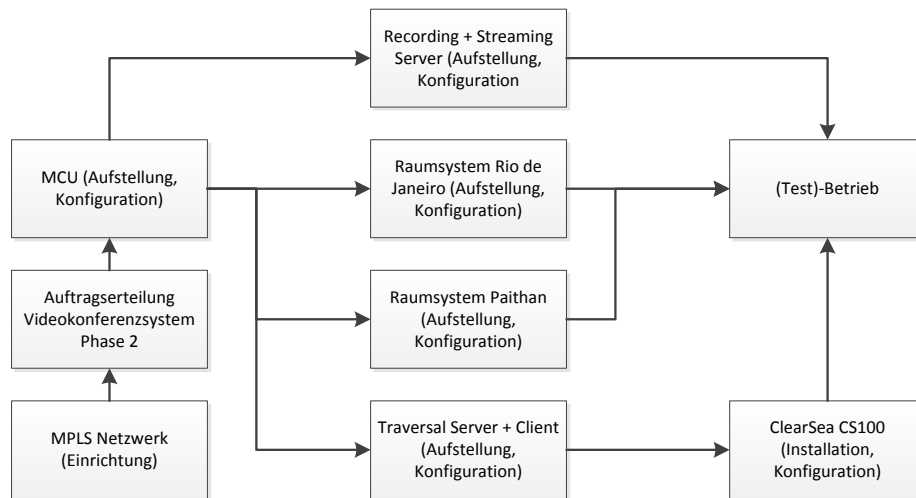 Recording + Streaming
Server (Aufstellung,
Konfiguration
MCU (Aufstellung,
Konfiguration)
Raumsystem Rio de
Janeiro (Aufstellung,
Konfiguration)
(Test)-Betrieb
Auftragserteilung
Videokonferenzsystem
Phase 2
Raumsystem Paithan
(Aufstellung,
Konfiguration)
MPLS Netzwerk
(Einrichtung)
Traversal Server + Client
(Aufstellung,
Konfiguration)
ClearSea CS100
(Installation,
Konfiguration)